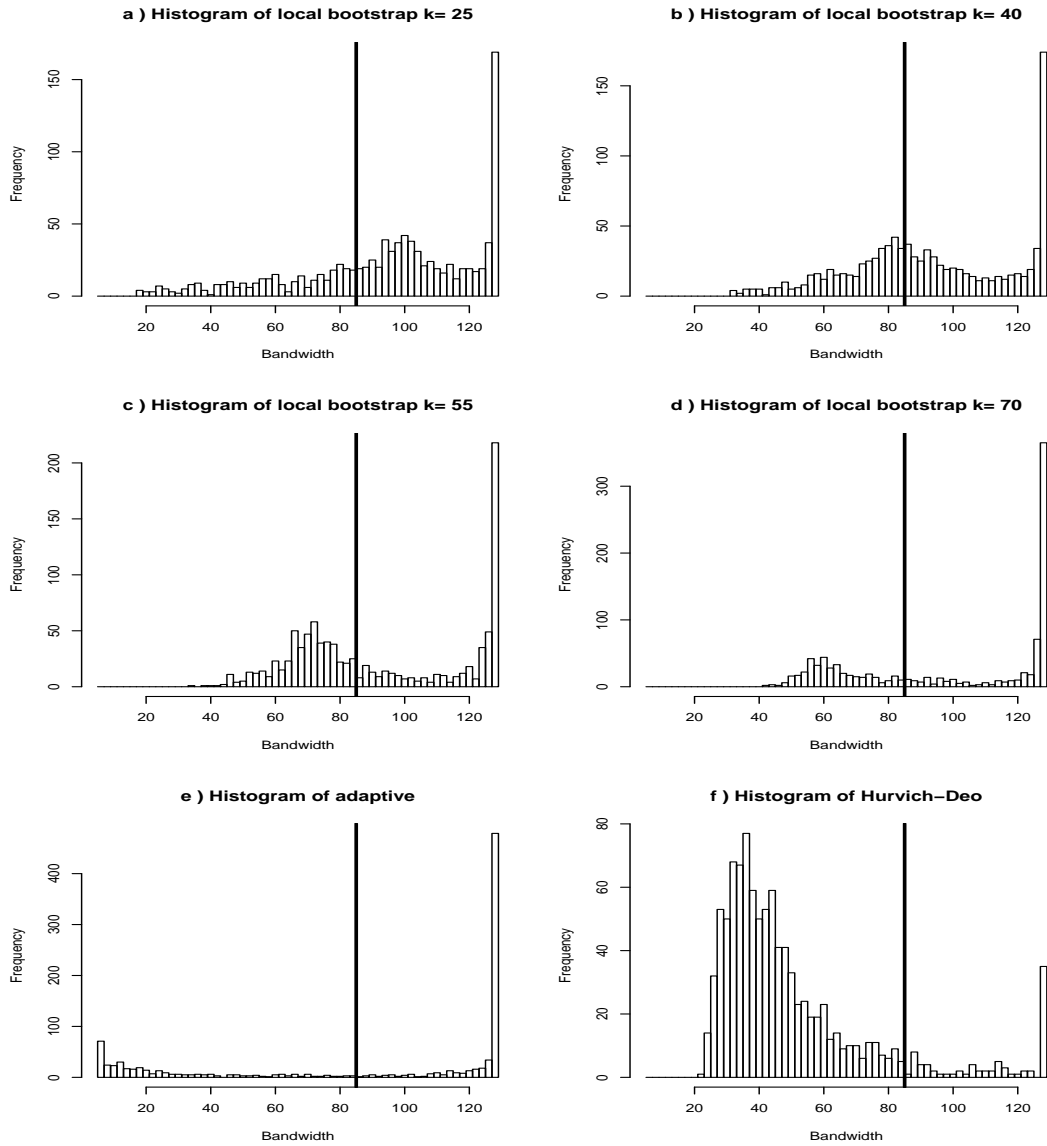 a ) Histogram of local bootstrap k= 25
Frequency
0 50 100 150
20 40 60 80 100 120
Bandwidth
b ) Histogram of local bootstrap k= 40
Frequency
0 50 100 150
20 40 60 80 100 120
Bandwidth
c ) Histogram of local bootstrap k= 55
Frequency
0 50 100 150 200
20 40 60 80 100 120
Bandwidth
d ) Histogram of local bootstrap k= 70
Frequency
0 100 200 300
20 40 60 80 100 120
Bandwidth
e ) Histogram of adaptive
Frequency
0 100 200 300 400
20 40 60 80 100 120
Bandwidth
f ) Histogram of Hurvich−Deo
Frequency
0 20 40 60 80
20 40 60 80 100 120
Bandwidth